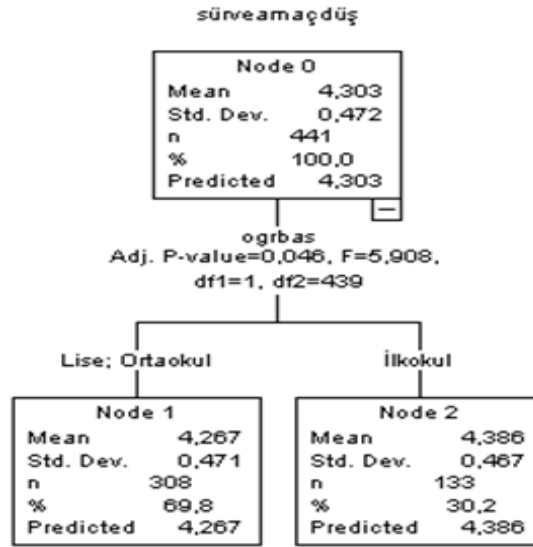 sürveamaçdüş
Node 0
Mean 4,303
Std. Dev. 0,472
n 441
% 100,0
Predicted 4,303
ogrbas
Adj. P-value=0,046, F=5,908,
df1=1, df2=439
Lise; Ortaokul
İlkokul
Node 1
Mean 4,267
Std. Dev. 0,471
n 308
% 69,8
Predicted 4,267
Node 2
Mean 4,386
Std. Dev. 0,467
n 133
% 30,2
Predicted 4,386